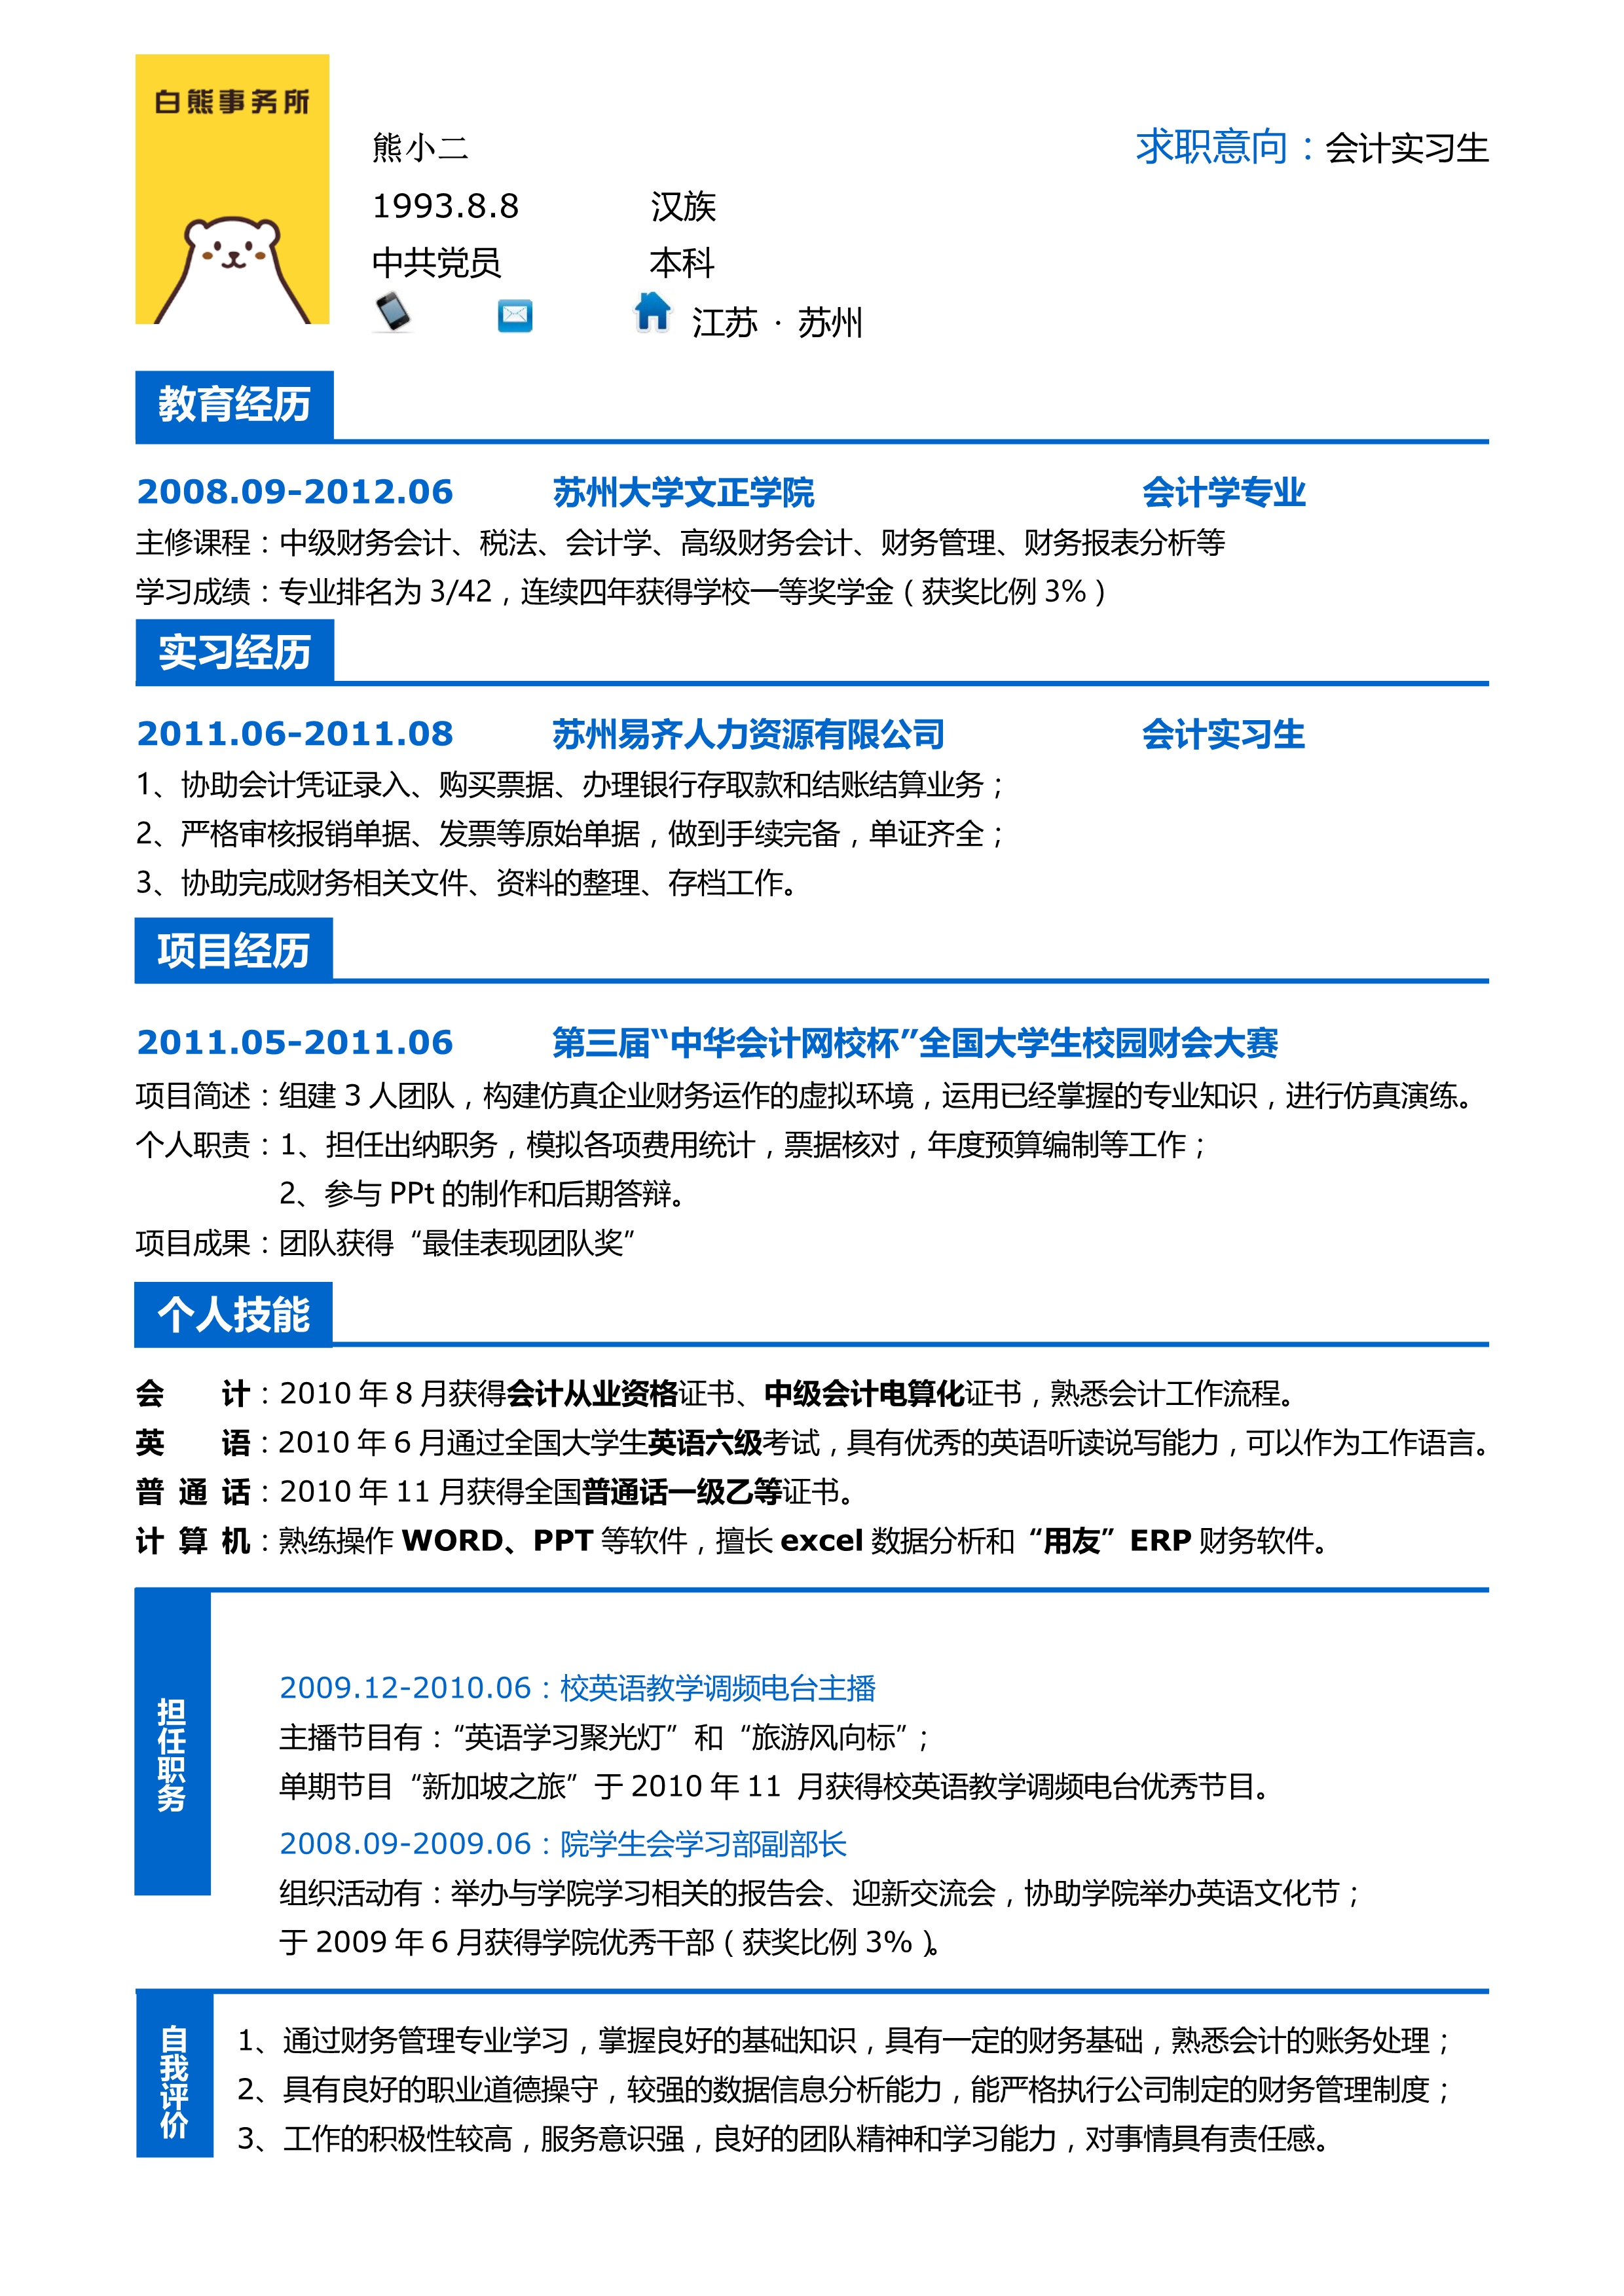 白熊事务所
熊小二
求职意向：会计实习生
1993.8.8 汉族
中共党员 本科
江苏 · 苏州
教育经历
2008.09-2012.06 苏州大学文正学院 会计学专业
主修课程：中级财务会计、税法、会计学、高级财务会计、财务管理、财务报表分析等
学习成绩：专业排名为 3/42，连续四年获得学校一等奖学金（获奖比例 3%）
实习经历
2011.06-2011.08 苏州易齐人力资源有限公司 会计实习生
1、协助会计凭证录入、购买票据、办理银行存取款和结账结算业务；
2、严格审核报销单据、发票等原始单据，做到手续完备，单证齐全；
3、协助完成财务相关文件、资料的整理、存档工作。
项目经历
2011.05-2011.06 第三届“中华会计网校杯”全国大学生校园财会大赛
项目简述：组建 3 人团队，构建仿真企业财务运作的虚拟环境，运用已经掌握的专业知识，进行仿真演练。
个人职责：1、担任出纳职务，模拟各项费用统计，票据核对，年度预算编制等工作；
2、参与 PPt 的制作和后期答辩。
项目成果：团队获得“最佳表现团队奖”
个人技能
会 计：2010 年 8 月获得会计从业资格证书、中级会计电算化证书，熟悉会计工作流程。
英 语：2010 年 6 月通过全国大学生英语六级考试，具有优秀的英语听读说写能力，可以作为工作语言。
普 通 话：2010 年 11 月获得全国普通话一级乙等证书。
计 算 机：熟练操作 WORD、PPT 等软件，擅长 excel 数据分析和“用友”ERP 财务软件。
担任职务
2009.12-2010.06：校英语教学调频电台主播
主播节目有：“英语学习聚光灯”和“旅游风向标”；
单期节目“新加坡之旅”于 2010 年 11 月获得校英语教学调频电台优秀节目。
2008.09-2009.06：院学生会学习部副部长
组织活动有：举办与学院学习相关的报告会、迎新交流会，协助学院举办英语文化节；
于 2009 年 6 月获得学院优秀干部（获奖比例 3%）。
自我评价
1、通过财务管理专业学习，掌握良好的基础知识，具有一定的财务基础，熟悉会计的账务处理；
2、具有良好的职业道德操守，较强的数据信息分析能力，能严格执行公司制定的财务管理制度；
3、工作的积极性较高，服务意识强，良好的团队精神和学习能力，对事情具有责任感。